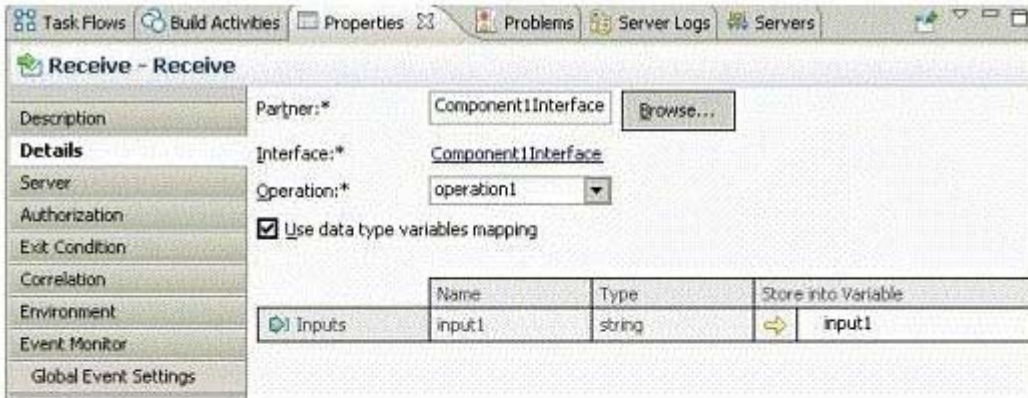 Task Flows Build Activities Properties Problems Server Logs Servers
Receive - Receive
Description
Details
Server
Authorization
Exit Condition
Correlation
Environment
Event Monitor
Global Event Settings
Partner:* Component1Interface Browse...
Interface:* Component1Interface
Operation:* operation1
Use data type variables mapping
Name Type Store into Variable
Inputs input1 string input1